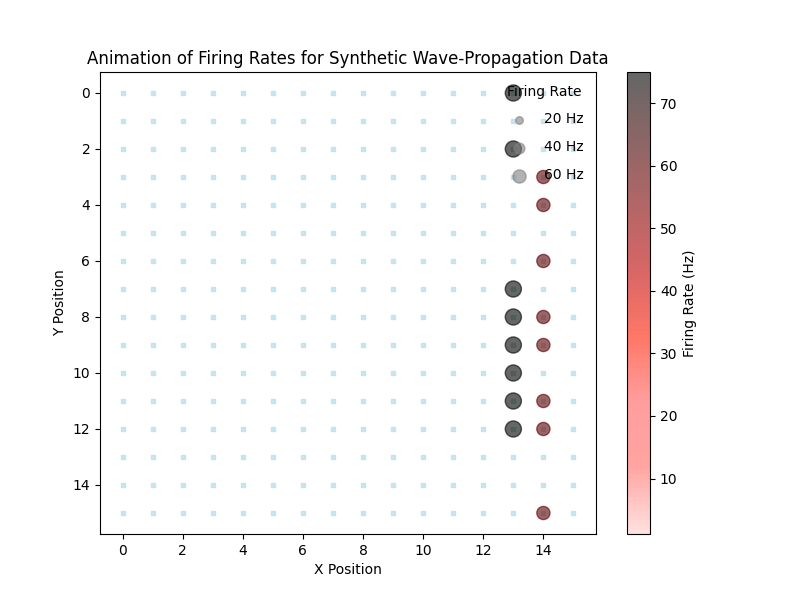 Animation of Firing Rates for Synthetic Wave-Propagation Data
Firing Rate
20 Hz
40 Hz
60 Hz
0
2
4
6
8
10
12
14
Y Position
0
2
4
6
8
10
12
14
X Position
70
60
50
40
30
20
10
Firing Rate (Hz)